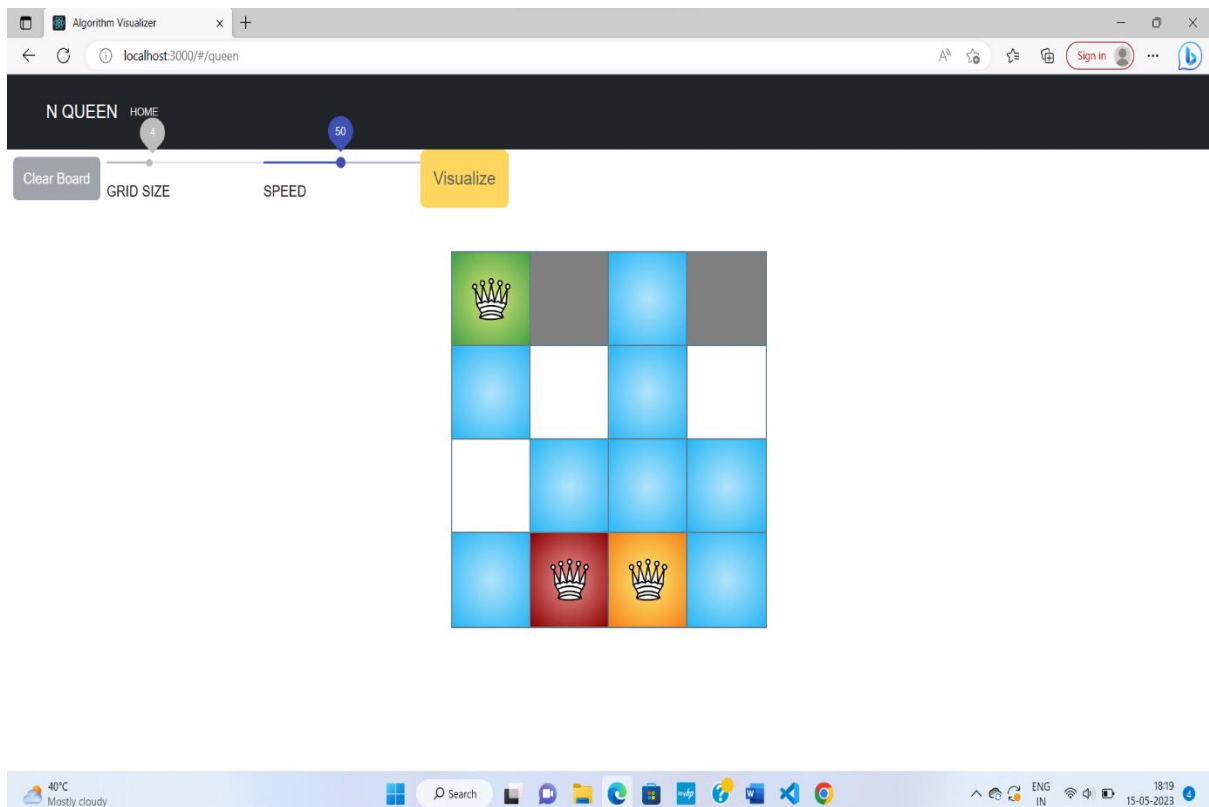 Algorithm Visualizer
localhost:3000/#/queen
Sign in
N QUEEN HOME
4
50
Clear Board
GRID SIZE
SPEED
Visualize
40°C
Mostly cloudy
Search
ENG
IN
18:19
15-05-2023
4